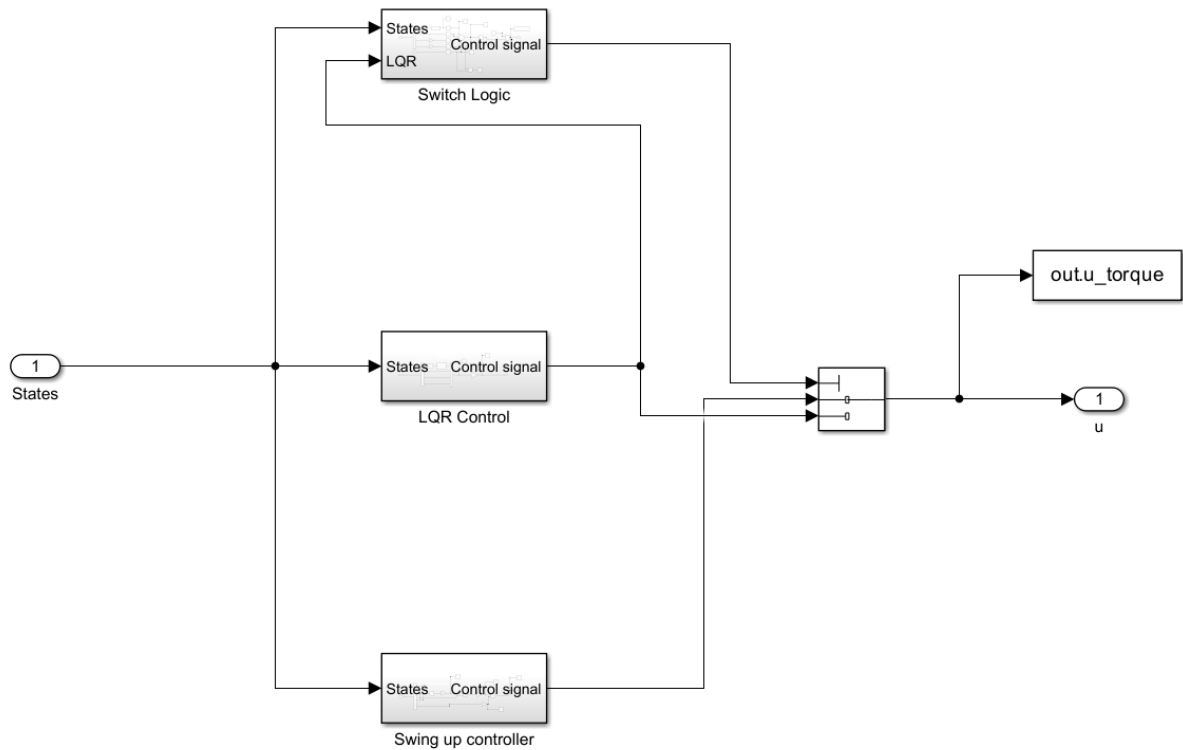 States
LQR
Control signal
Switch Logic
1
States
States
Control signal
LQR Control
States
Control signal
Swing up controller
out.u_torque
1
u